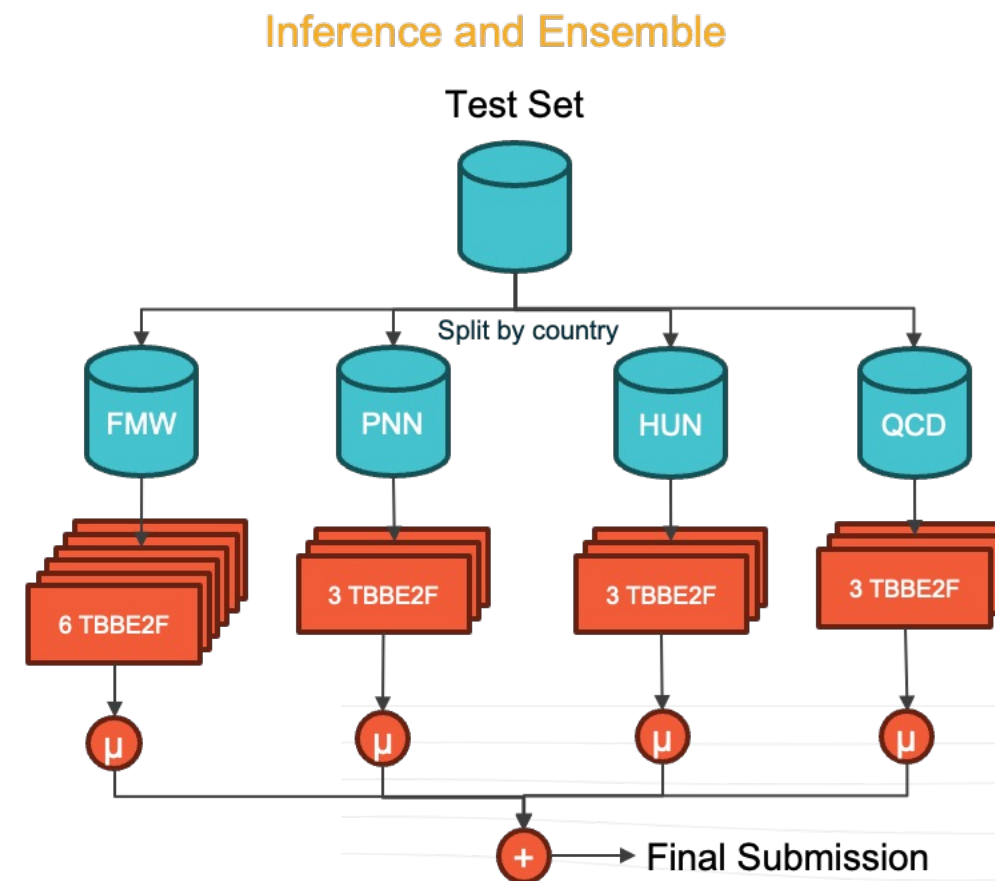 Inference and Ensemble
Test Set
Split by country
FMW
PNN
HUN
QCD
6 TBBE2F
3 TBBE2F
3 TBBE2F
3 TBBE2F
μ
μ
μ
μ
+
Final Submission